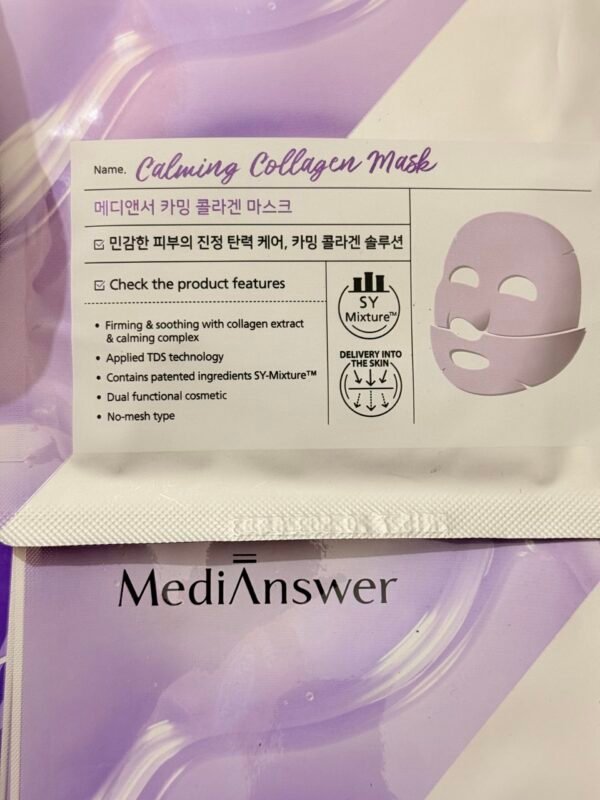 Name. Calming Collagen Mask
메디앤서 카밍 콜라겐 마스크
민감한 피부의 진정 탄력 케어, 카밍 콜라겐 솔루션
Check the product features
• Firming & soothing with collagen extract
& calming complex
• Applied TDS technology
• Contains patented ingredients SY-Mixture™
• Dual functional cosmetic
• No-mesh type
SY
Mixture™
DELIVERY INTO
THE SKIN
MediAnswer